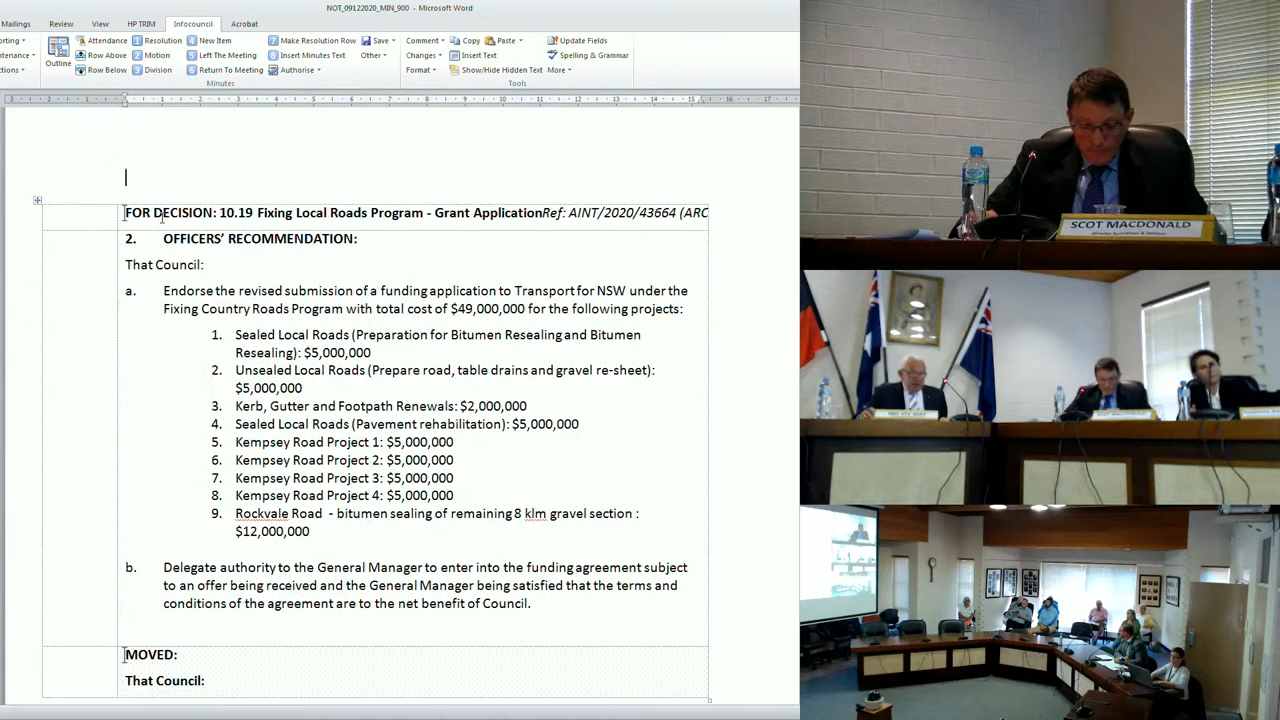 NOT_09122020_MIN_900 - Microsoft Word
Mailings Review View HP TRIM Infocouncil Acrobat
Attendance 1 Resolution 4 New Item 7 Make Resolution Row Save Comment Copy Paste Update Fields
Outline Row Above 2 Motion 5 Left The Meeting 8 Insert Minutes Text Other Changes Insert Text Spelling & Grammar
Row Below 3 Division 6 Return To Meeting Authorise Format Show/Hide Hidden Text More
Minutes Tools
FOR DECISION: 10.19 Fixing Local Roads Program - Grant ApplicationRef: AINT/2020/43664 (ARC
2. OFFICERS' RECOMMENDATION:
That Council:
a. Endorse the revised submission of a funding application to Transport for NSW under the
Fixing Country Roads Program with total cost of $49,000,000 for the following projects:
1. Sealed Local Roads (Preparation for Bitumen Resealing and Bitumen
Resealing): $5,000,000
2. Unsealed Local Roads (Prepare road, table drains and gravel re-sheet):
$5,000,000
3. Kerb, Gutter and Footpath Renewals: $2,000,000
4. Sealed Local Roads (Pavement rehabilitation): $5,000,000
5. Kempsey Road Project 1: $5,000,000
6. Kempsey Road Project 2: $5,000,000
7. Kempsey Road Project 3: $5,000,000
8. Kempsey Road Project 4: $5,000,000
9. Rockvale Road - bitumen sealing of remaining 8 klm gravel section :
$12,000,000
b. Delegate authority to the General Manager to enter into the funding agreement subject
to an offer being received and the General Manager being satisfied that the terms and
conditions of the agreement are to the net benefit of Council.
MOVED:
That Council:
SCOT MACDONALD